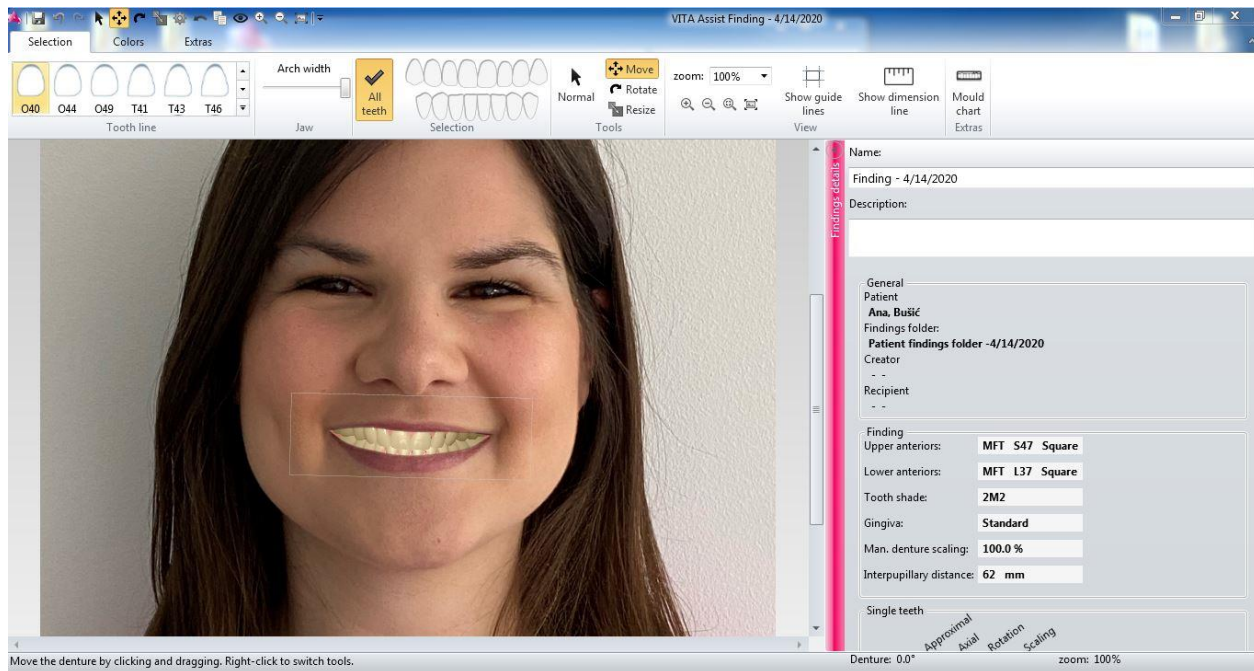 VITA Assist Finding - 4/14/2020
Selection Colors Extras
O40 O44 O49 T41 T43 T46
Tooth line
Arch width
Jaw
All
teeth
Selection
Normal
Move
Rotate
Resize
Tools
zoom: 100%
Show guide
lines
View
Show dimension
line
Mould
chart
Extras
Findings details
Name:
Finding - 4/14/2020
Description:
General
Patient
Ana, Bušić
Findings folder:
Patient findings folder -4/14/2020
Creator
- -
Recipient
- -
Finding
Upper anteriors: MFT S47 Square
Lower anteriors: MFT L37 Square
Tooth shade: 2M2
Gingiva: Standard
Man. denture scaling: 100.0 %
Interpupillary distance: 62 mm
Single teeth
Approximal
Axial
Rotation
Scaling
Move the denture by clicking and dragging. Right-click to switch tools.
Denture: 0.0° zoom: 100%